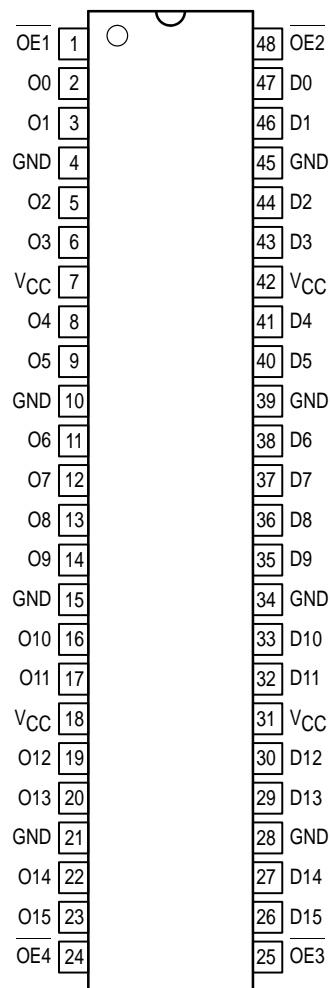 OE1 1 48 OE2
O0 2 47 D0
O1 3 46 D1
GND 4 45 GND
O2 5 44 D2
O3 6 43 D3
VCC 7 42 VCC
O4 8 41 D4
O5 9 40 D5
GND 10 39 GND
O6 11 38 D6
O7 12 37 D7
O8 13 36 D8
O9 14 35 D9
GND 15 34 GND
O10 16 33 D10
O11 17 32 D11
VCC 18 31 VCC
O12 19 30 D12
O13 20 29 D13
GND 21 28 GND
O14 22 27 D14
O15 23 26 D15
OE4 24 25 OE3